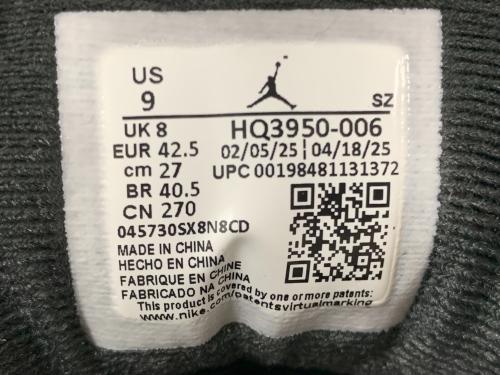 US
9
SZ
UK 8
HQ3950-006
EUR 42.5
02/05/25 | 04/18/25
cm 27
UPC 00198481131372
BR 40.5
CN 270
045730SX8N8CD
MADE IN CHINA
HECHO EN CHINA
FABRIQUE EN CHINE
FABRICADO NA CHINA
This product is covered by one or more patents:
www.nike.com/patentsvirtualmarking